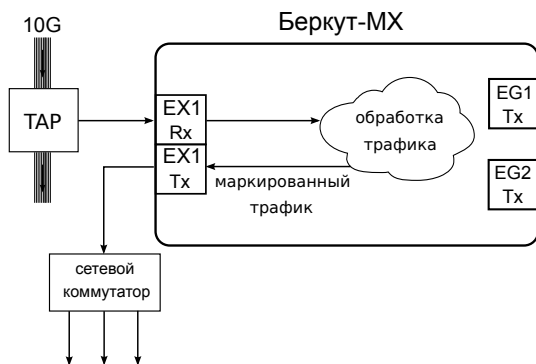 10G
Беркут-МХ
TAP
EX1
Rx
EX1
Tx
обработка
трафика
EG1
Tx
EG2
Tx
маркированный
трафик
сетевой
коммутатор